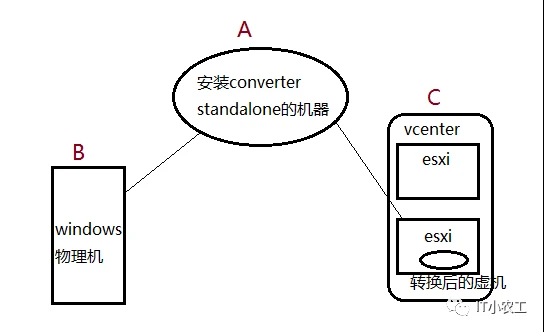 A
安装converter
standalone的机器
B
windows
物理机
C
vcenter
esxi
esxi
转换后的虚机
IT小农工